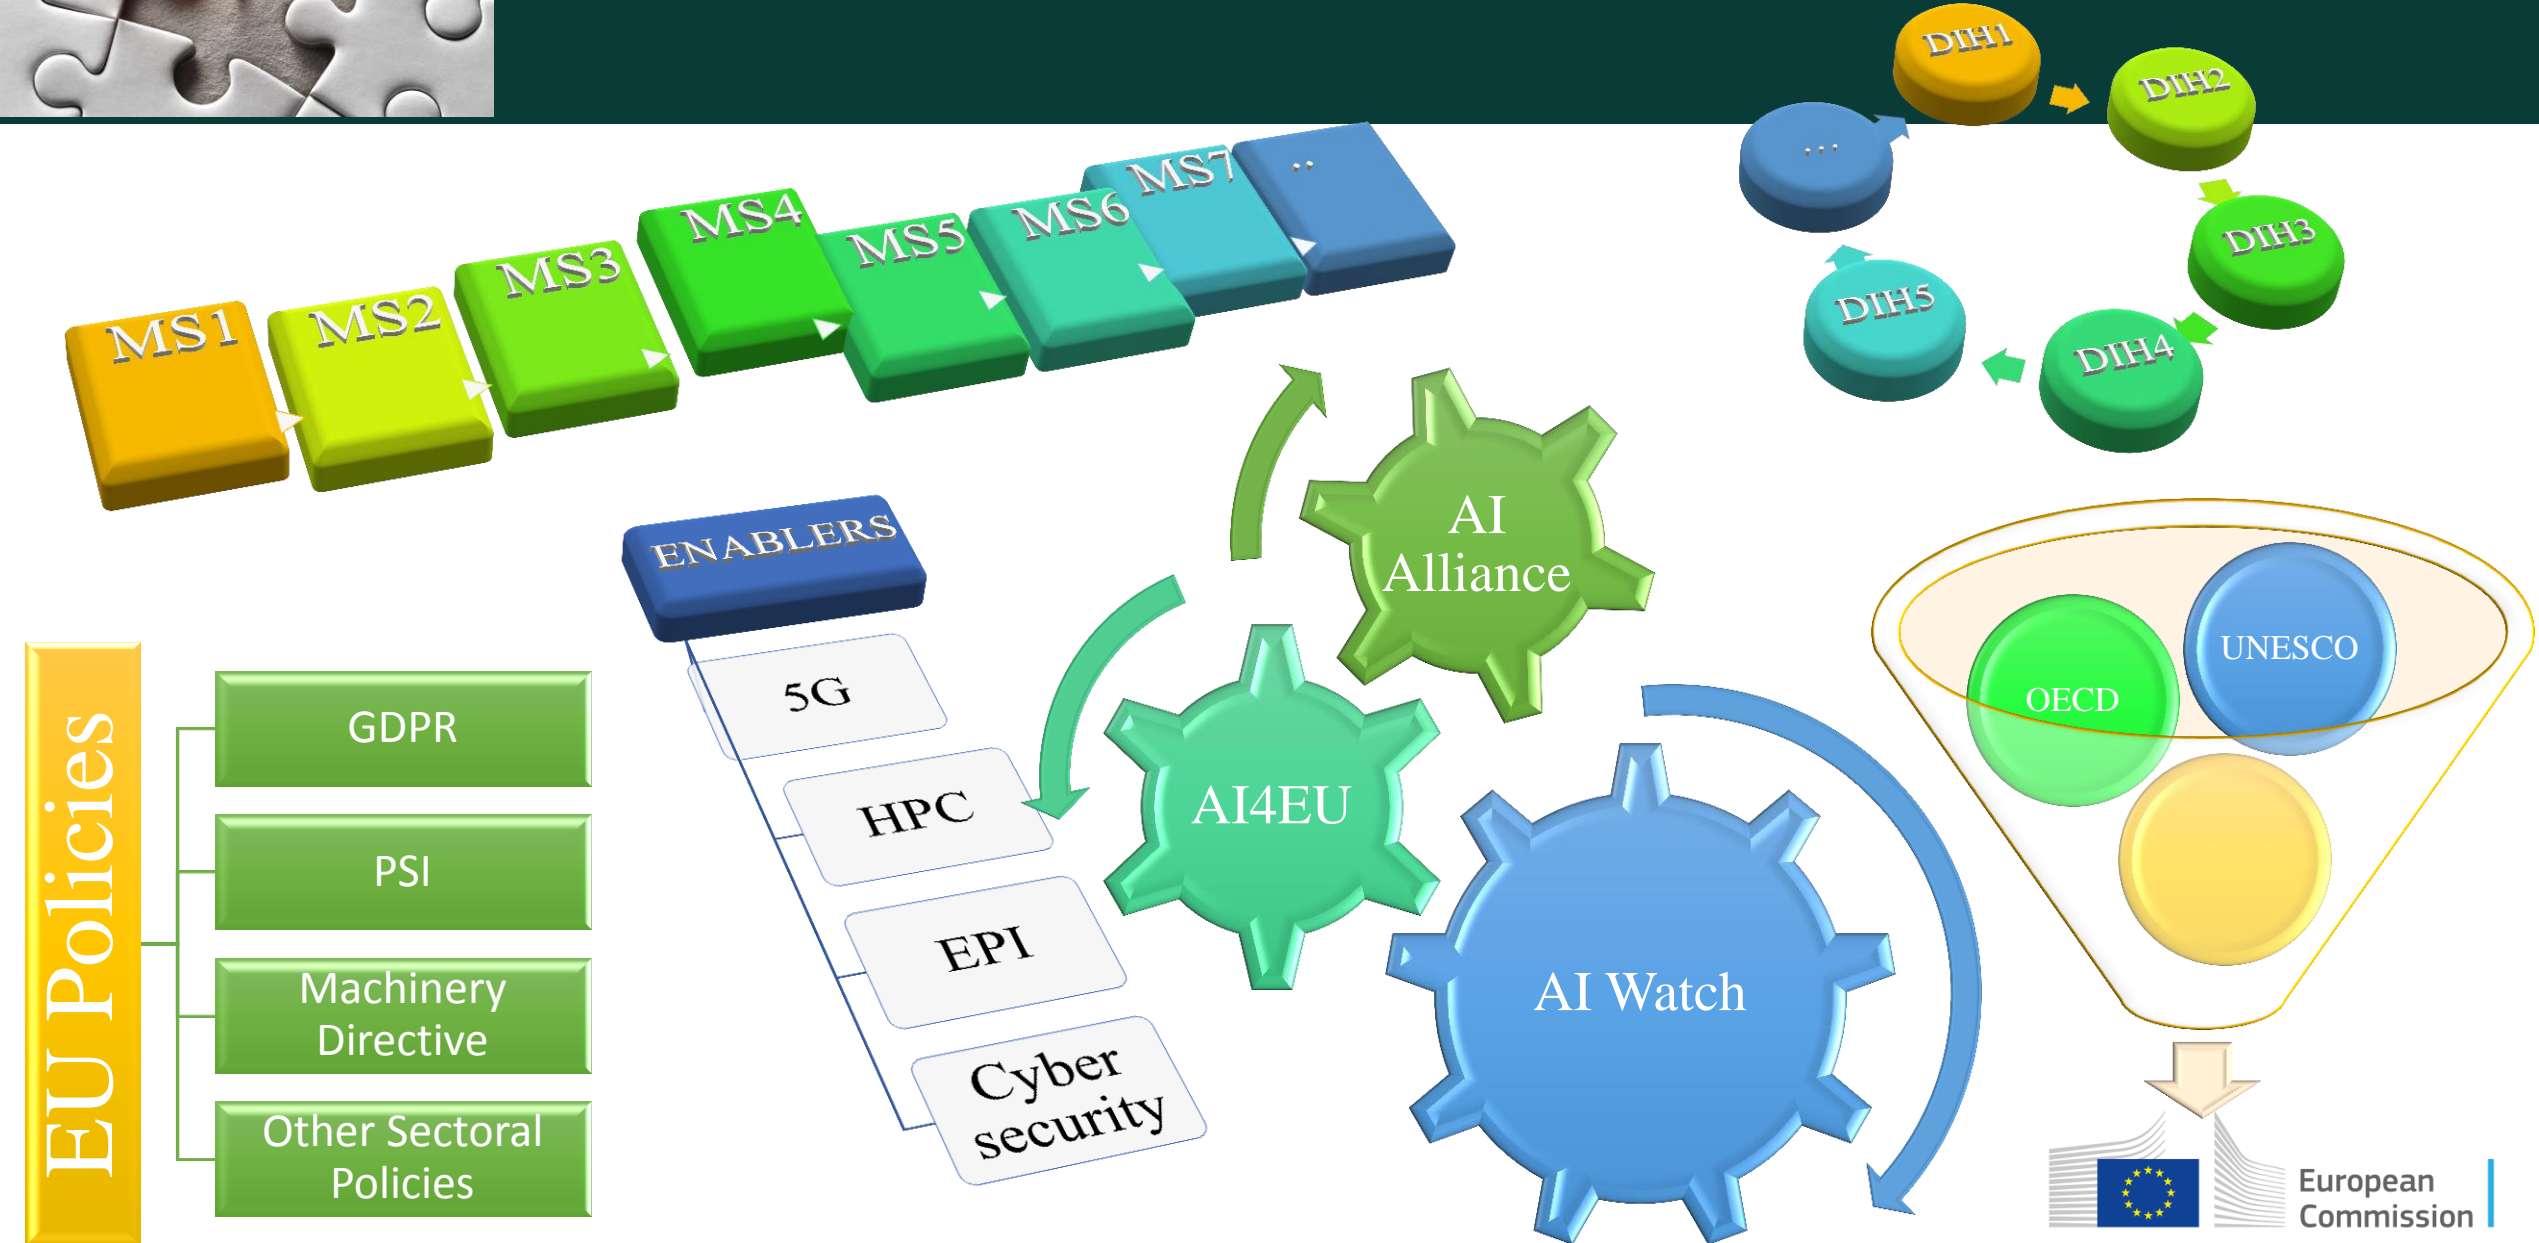 MS1
MS2
MS3
MS4
MS5
MS6
MS7
..
DIH1
DIH2
DIH3
DIH4
DIH5
...
ENABLERS
5G
HPC
EPI
Cyber
security
AI
Alliance
AI4EU
AI Watch
OECD
UNESCO
EU Policies
GDPR
PSI
Machinery
Directive
Other Sectoral
Policies
European
Commission